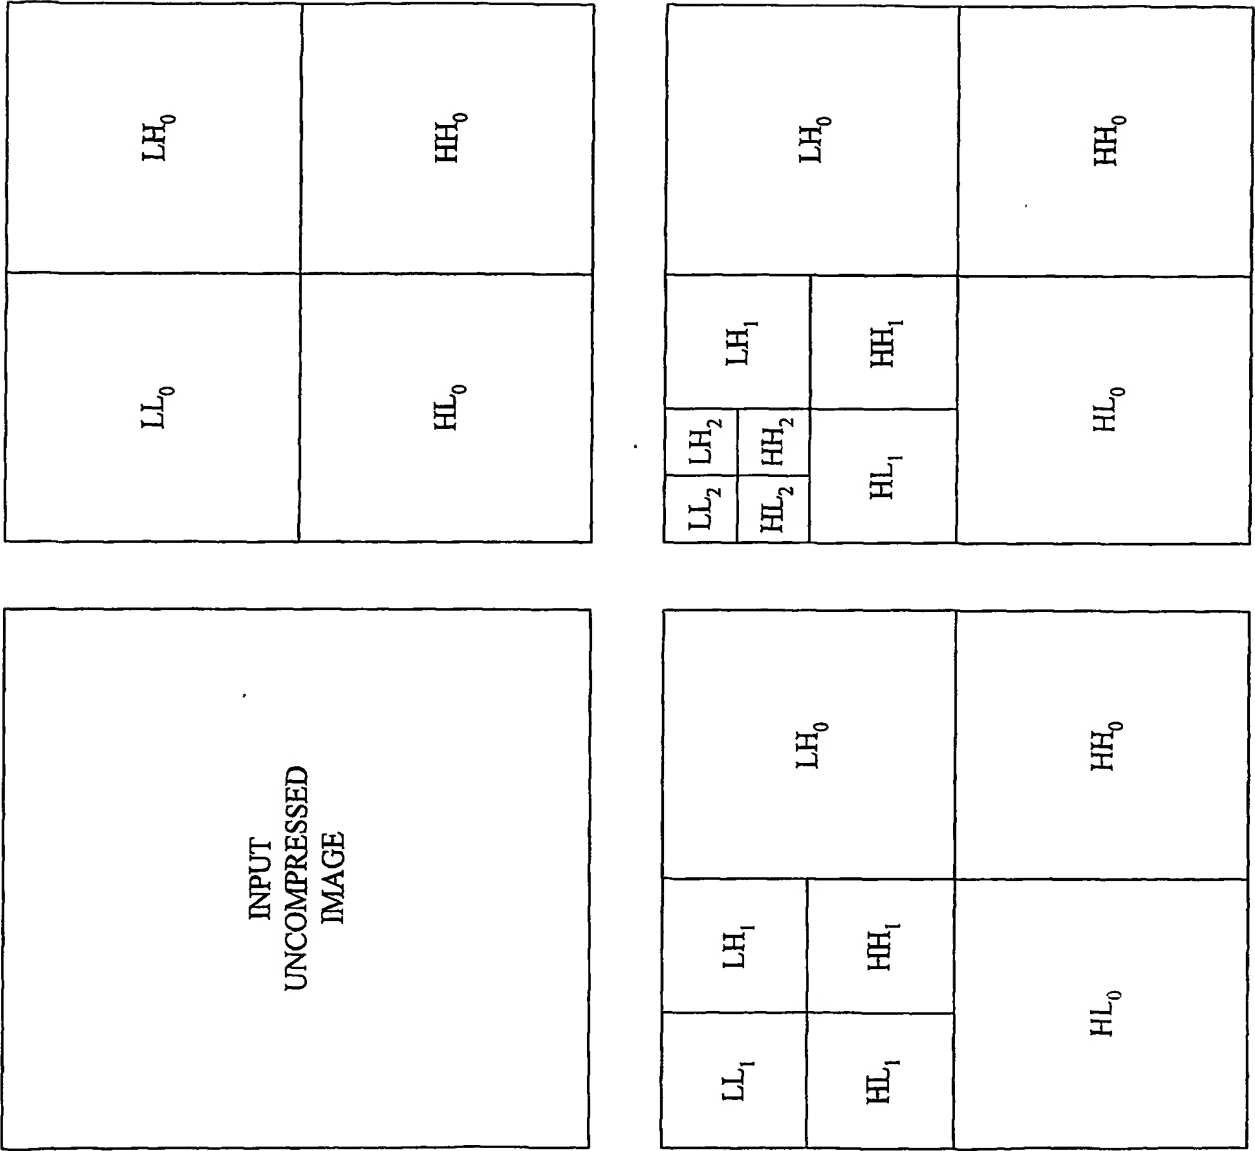 INPUT
UNCOMPRESSED
IMAGE
LL₀
LH₀
HL₀
HH₀
LL₁
LH₁
HL₁
HH₁
LH₀
HL₀
HH₀
LL₂
LH₂
HL₂
HH₂
LH₁
HL₁
HH₁
LH₀
HL₀
HH₀